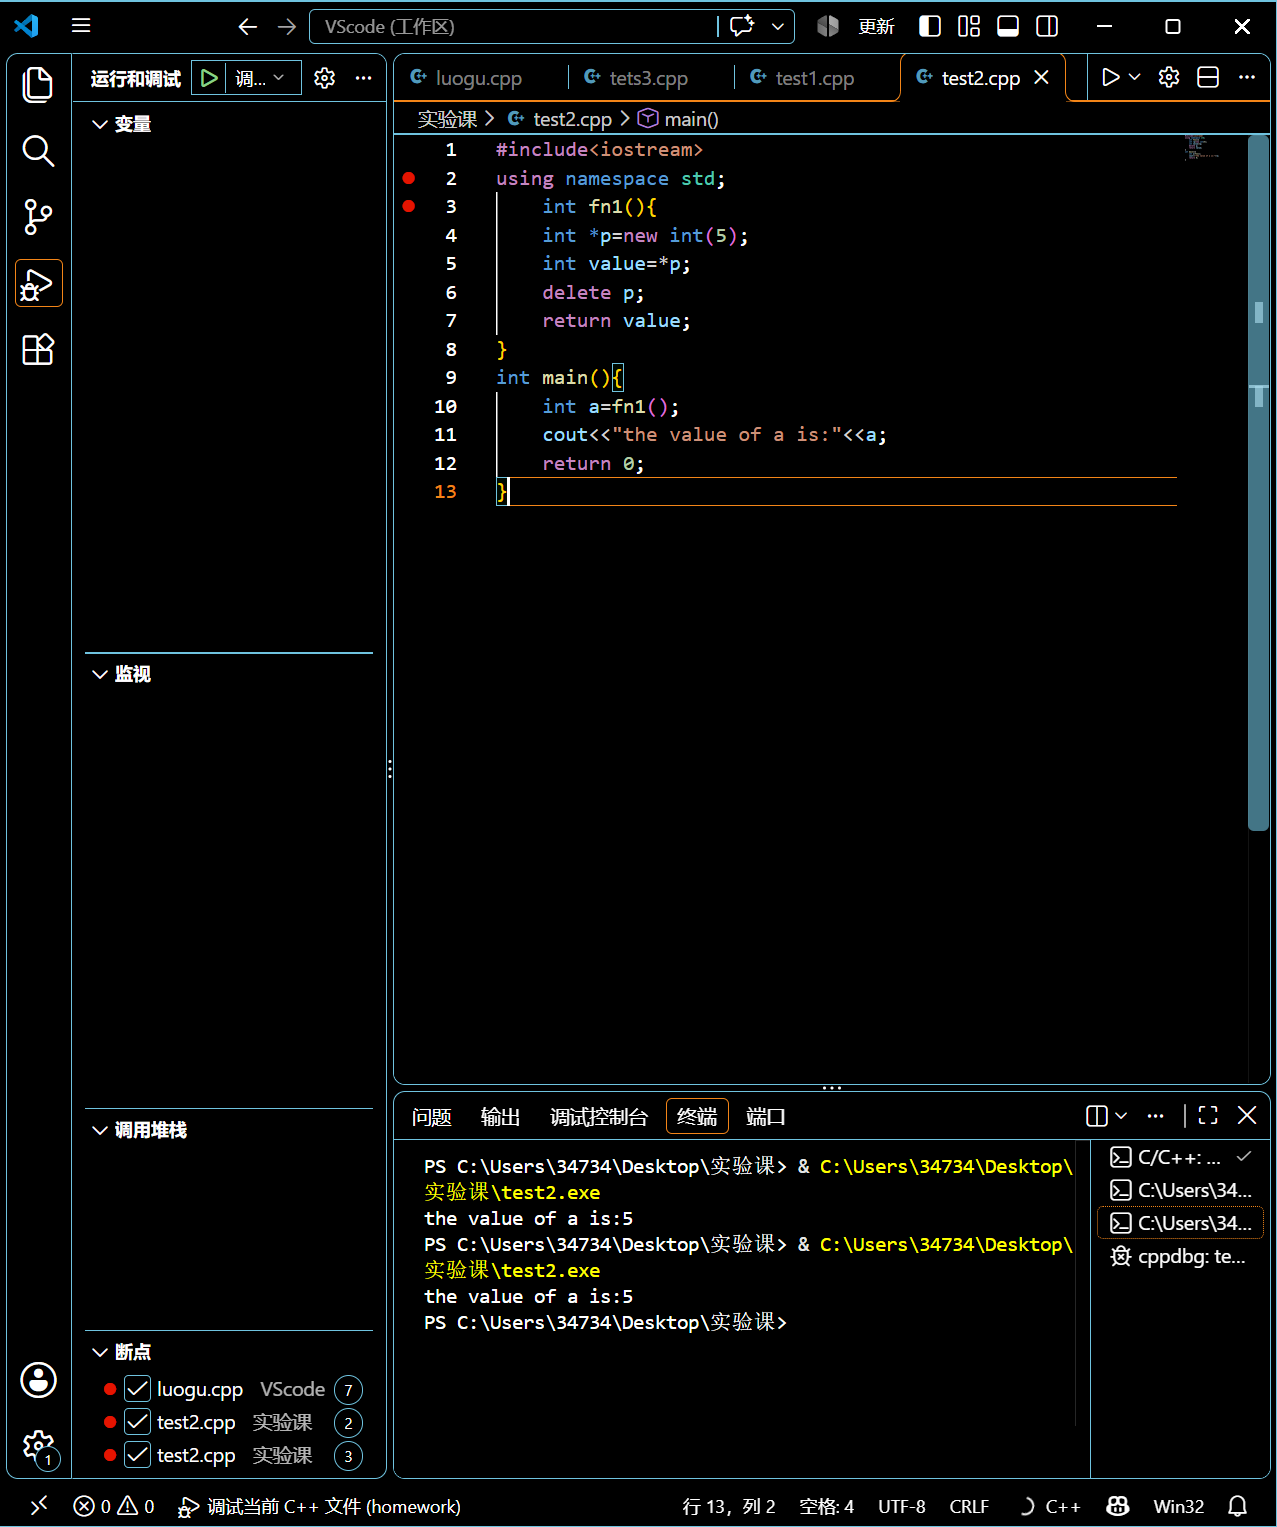 VScode (工作区)
更新
运行和调试
调...
luogu.cpp
tets3.cpp
test1.cpp
test2.cpp
变量
实验课 > test2.cpp > main()
1 #include<iostream>
2 using namespace std;
3 int fn1(){
4 int *p=new int(5);
5 int value=*p;
6 delete p;
7 return value;
8 }
9 int main(){
10 int a=fn1();
11 cout<<"the value of a is:"<<a;
12 return 0;
13 }
监视
调用堆栈
断点
luogu.cpp VScode 7
test2.cpp 实验课 2
test2.cpp 实验课 3
问题 输出 调试控制台 终端 端口
PS C:\Users\34734\Desktop\实验课> & C:\Users\34734\Desktop\
实验课\test2.exe
the value of a is:5
PS C:\Users\34734\Desktop\实验课> & C:\Users\34734\Desktop\
实验课\test2.exe
the value of a is:5
PS C:\Users\34734\Desktop\实验课>
C/C++: ...
C:\Users\34...
C:\Users\34...
cppdbg: te...
1
0 0 调试当前 C++ 文件 (homework) 行 13，列 2 空格: 4 UTF-8 CRLF C++ Win32